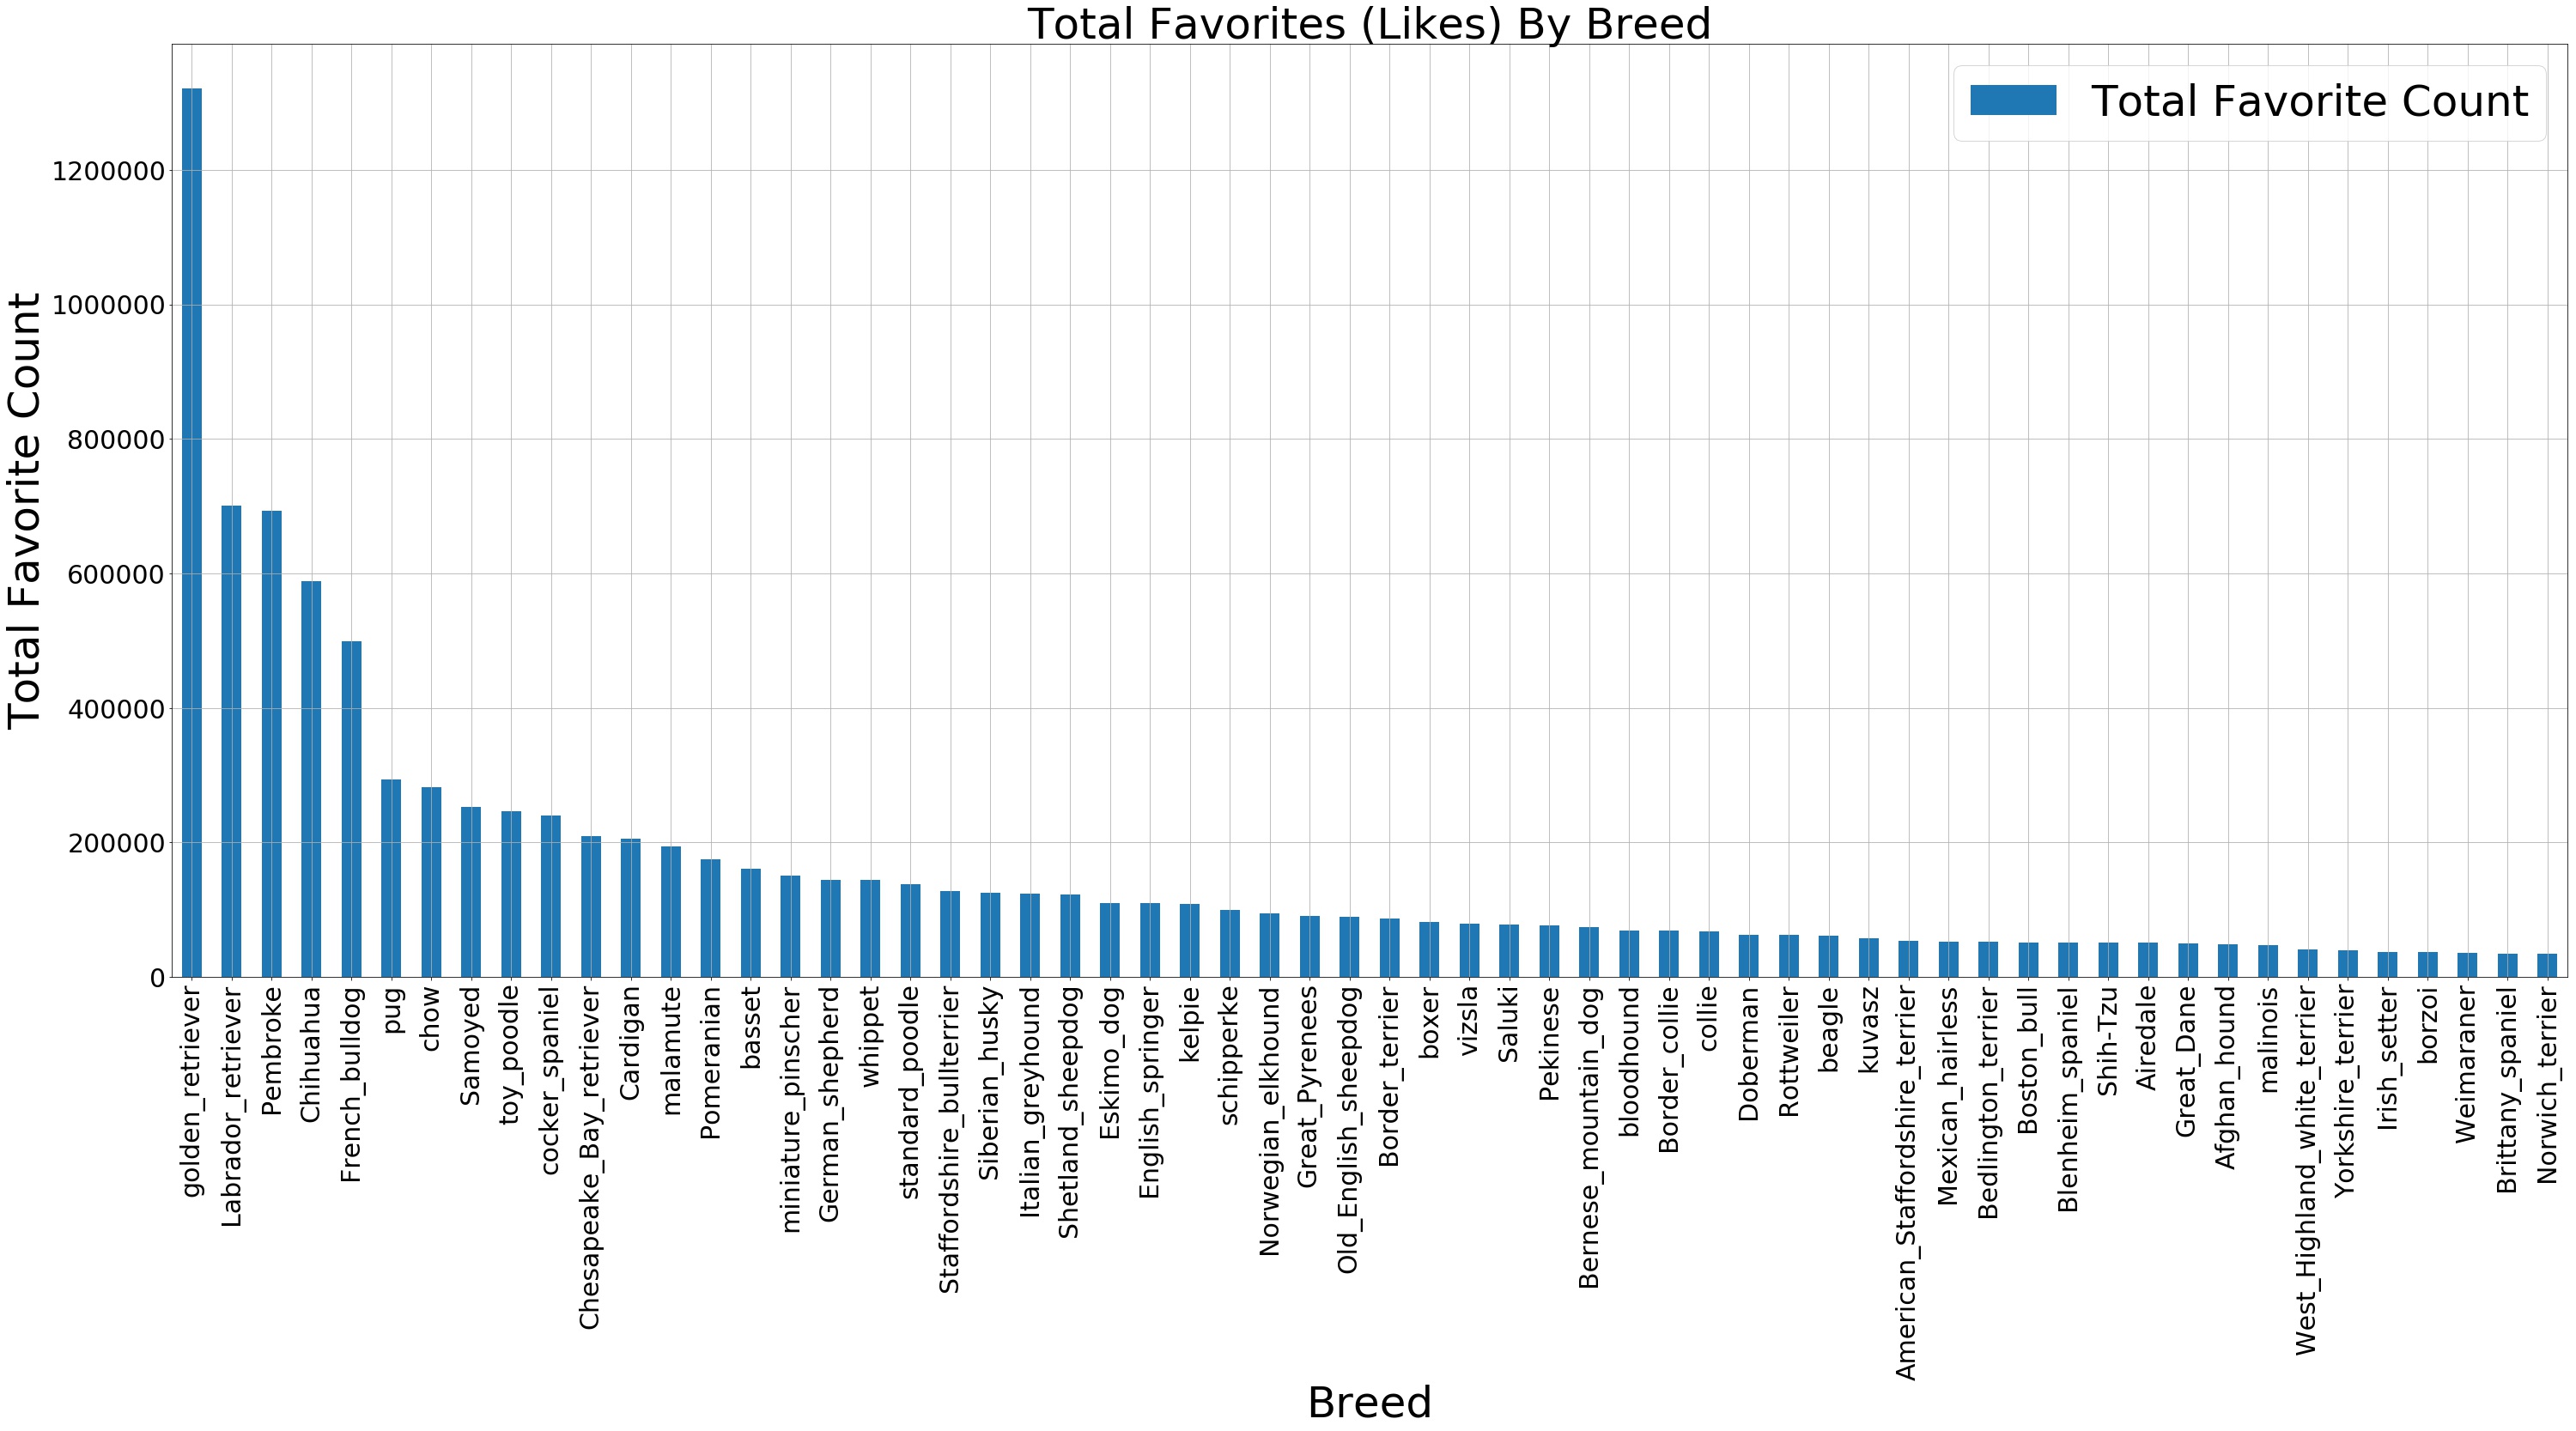 Total Favorites (Likes) By Breed
Total Favorite Count
Total Favorite Count
1200000
1000000
800000
600000
400000
200000
0
golden_retriever
Labrador_retriever
Pembroke
Chihuahua
French_bulldog
pug
chow
Samoyed
toy_poodle
cocker_spaniel
Chesapeake_Bay_retriever
Cardigan
malamute
Pomeranian
basset
miniature_pinscher
German_shepherd
whippet
standard_poodle
Staffordshire_bullterrier
Siberian_husky
Italian_greyhound
Shetland_sheepdog
Eskimo_dog
English_springer
kelpie
schipperke
Norwegian_elkhound
Great_Pyrenees
Old_English_sheepdog
Border_terrier
boxer
vizsla
Saluki
Pekinese
Bernese_mountain_dog
bloodhound
Border_collie
collie
Doberman
Rottweiler
beagle
kuvasz
American_Staffordshire_terrier
Mexican_hairless
Bedlington_terrier
Boston_bull
Blenheim_spaniel
Shih-Tzu
Airedale
Great_Dane
Afghan_hound
malinois
West_Highland_white_terrier
Yorkshire_terrier
Irish_setter
borzoi
Weimaraner
Brittany_spaniel
Norwich_terrier
Breed